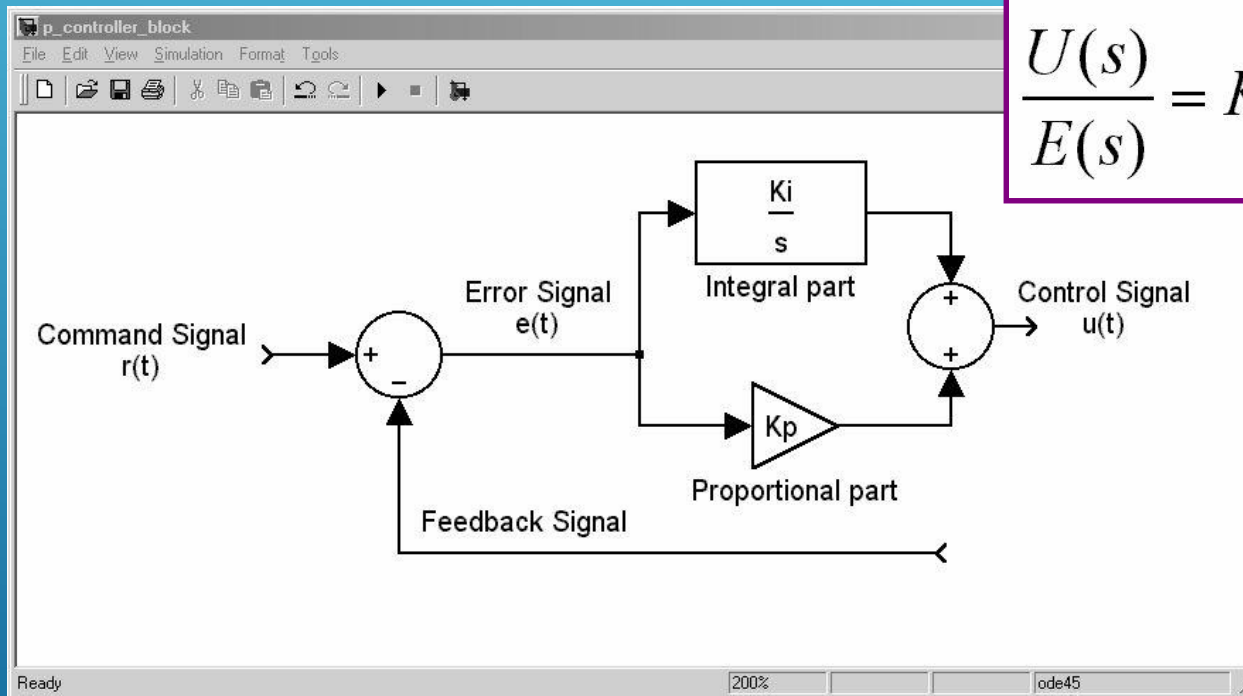 p_controller_block
File Edit View Simulation Format Tools
U(s)
E(s)
=
Ki
s
Integral part
Error Signal
e(t)
Command Signal
r(t)
+
−
+
+
Control Signal
u(t)
Kp
Proportional part
Feedback Signal
Ready
200%
ode45